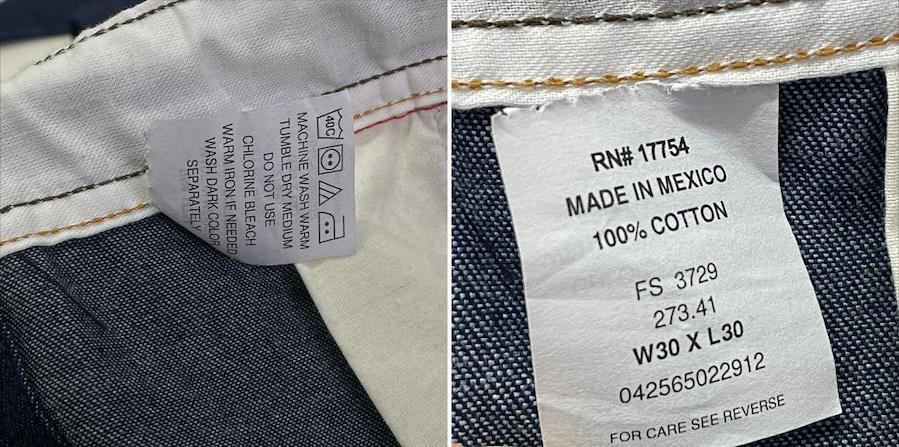 40C
MACHINE WASH WARM
TUMBLE DRY MEDIUM
DO NOT USE
CHLORINE BLEACH
WARM IRON IF NEEDED
WASH DARK COLOR
SEPARATELY
RN# 17754
MADE IN MEXICO
100% COTTON
FS 3729
273.41
W30 X L30
042565022912
FOR CARE SEE REVERSE